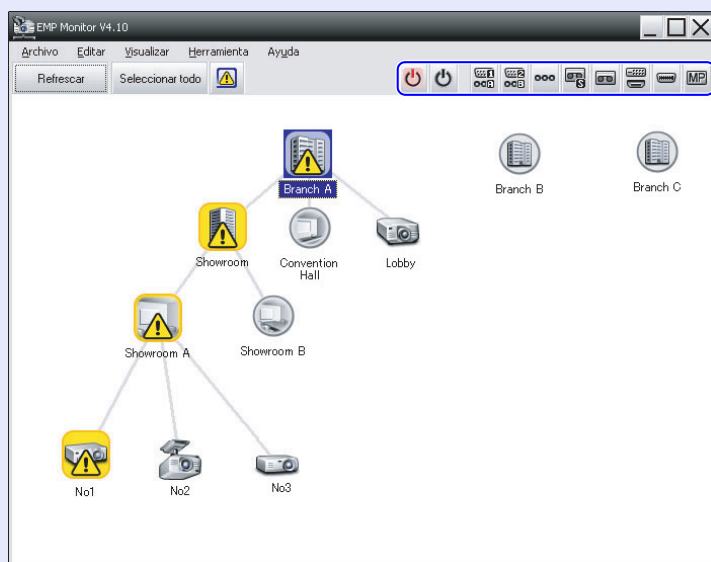 EMP Monitor V4.10
Archivo Editar Visualizar Herramienta Ayuda
Refrescar Seleccionar todo
MP
Branch A
Branch B
Branch C
Showroom
Convention
Hall
Lobby
Showroom A
Showroom B
No1
No2
No3